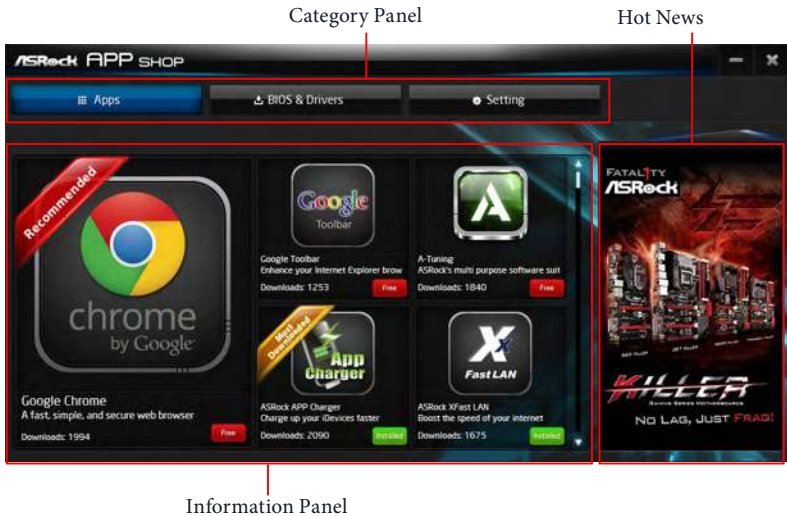 Category Panel
Hot News
ASRock APP SHOP
Apps
BIOS & Drivers
Setting
Recommended
chrome
by Google
Google Chrome
A fast, simple, and secure web browser
Downloads: 1994
Free
Google
Toolbar
Google Toolbar
Enhance your Internet Explorer brow
Downloads: 1253
Free
A
A-Tuning
ASRock's multi purpose software suit
Downloads: 1840
Free
Most
Downloaded
App
Charger
ASRock APP Charger
Charge up your iDevices faster
Downloads: 2090
Installed
X
Fast LAN
ASRock XFast LAN
Boost the speed of your internet
Downloads: 1675
Installed
FATAL1TY
ASRock
KILLER
GAMING SERIES MOTHERBOARDS
NO LAG, JUST FRAG!
Information Panel